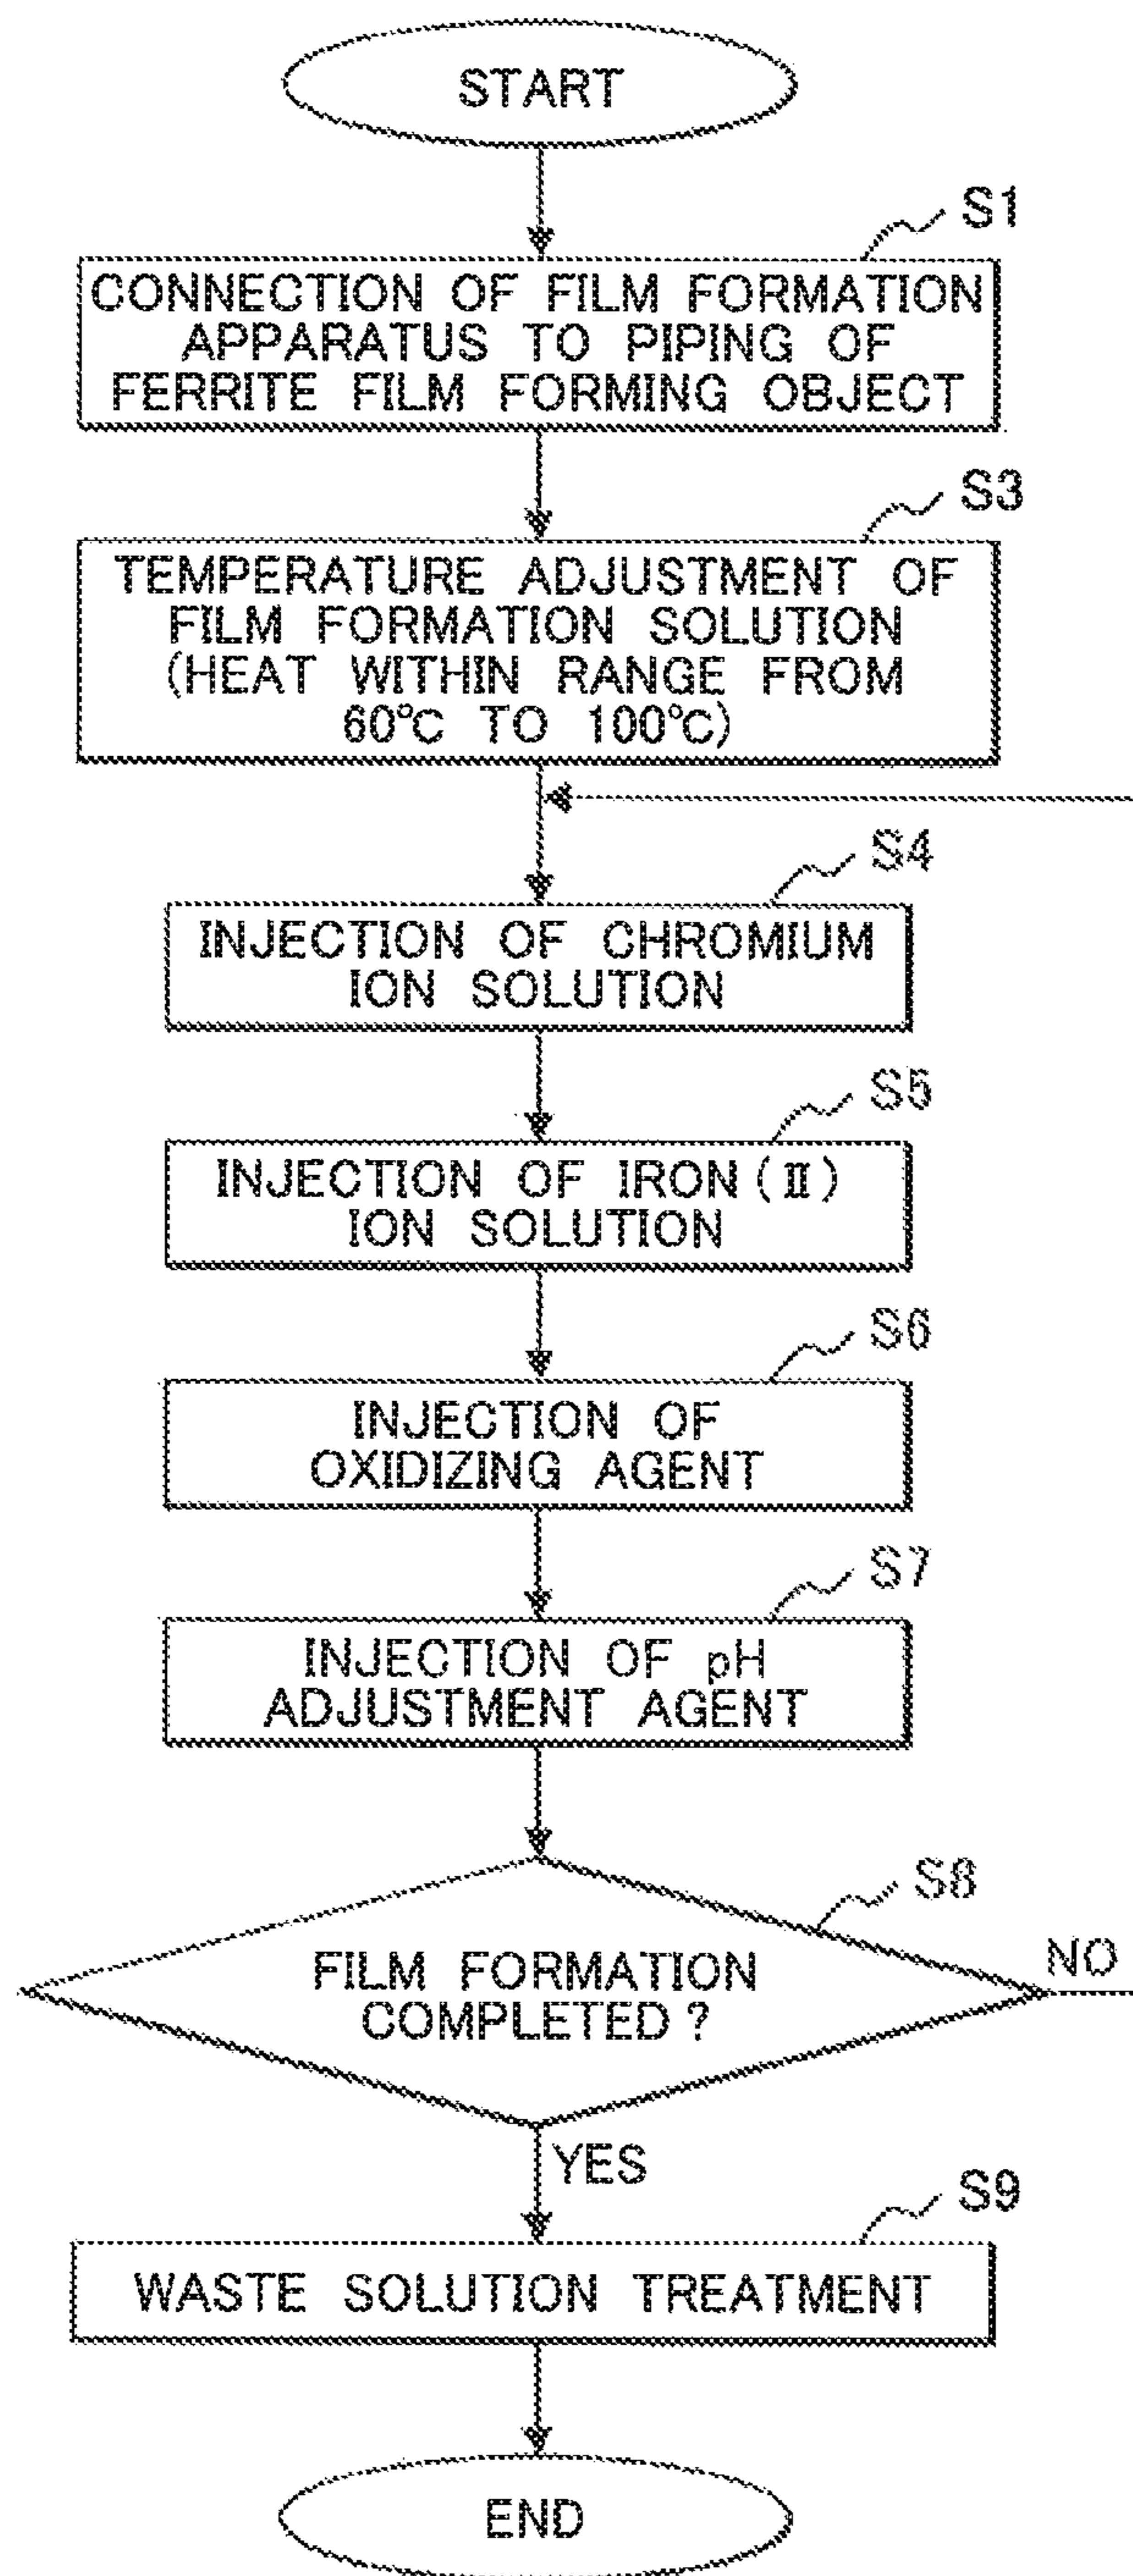 START
S1
CONNECTION OF FILM FORMATION
APPARATUS TO PIPING OF
FERRITE FILM FORMING OBJECT
S3
TEMPERATURE ADJUSTMENT OF
FILM FORMATION SOLUTION
(HEAT WITHIN RANGE FROM
60℃ TO 100℃)
S4
INJECTION OF CHROMIUM
ION SOLUTION
S5
INJECTION OF IRON(Ⅱ)
ION SOLUTION
S6
INJECTION OF
OXIDIZING AGENT
S7
INJECTION OF pH
ADJUSTMENT AGENT
S8
FILM FORMATION
COMPLETED?
NO
YES
S9
WASTE SOLUTION TREATMENT
END